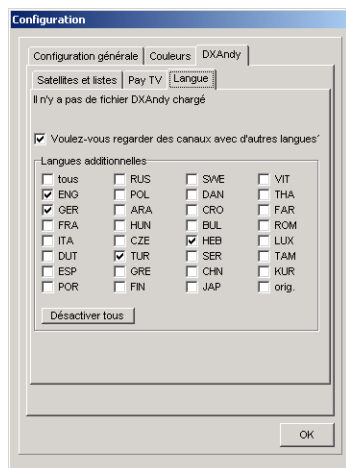 Configuration
Configuration générale Couleurs DXAndy
Satellites et listes Pay TV Langue
Il n'y a pas de fichier DXAndy chargé
Voulez-vous regarder des canaux avec d'autres langues'
Langues additionnelles
tous RUS SWE VIT
ENG POL DAN THA
GER ARA CRO FAR
FRA HUN BUL ROM
ITA CZE HEB LUX
DUT TUR SER TAM
ESP GRE CHN KUR
POR FIN JAP orig.
Désactiver tous
OK